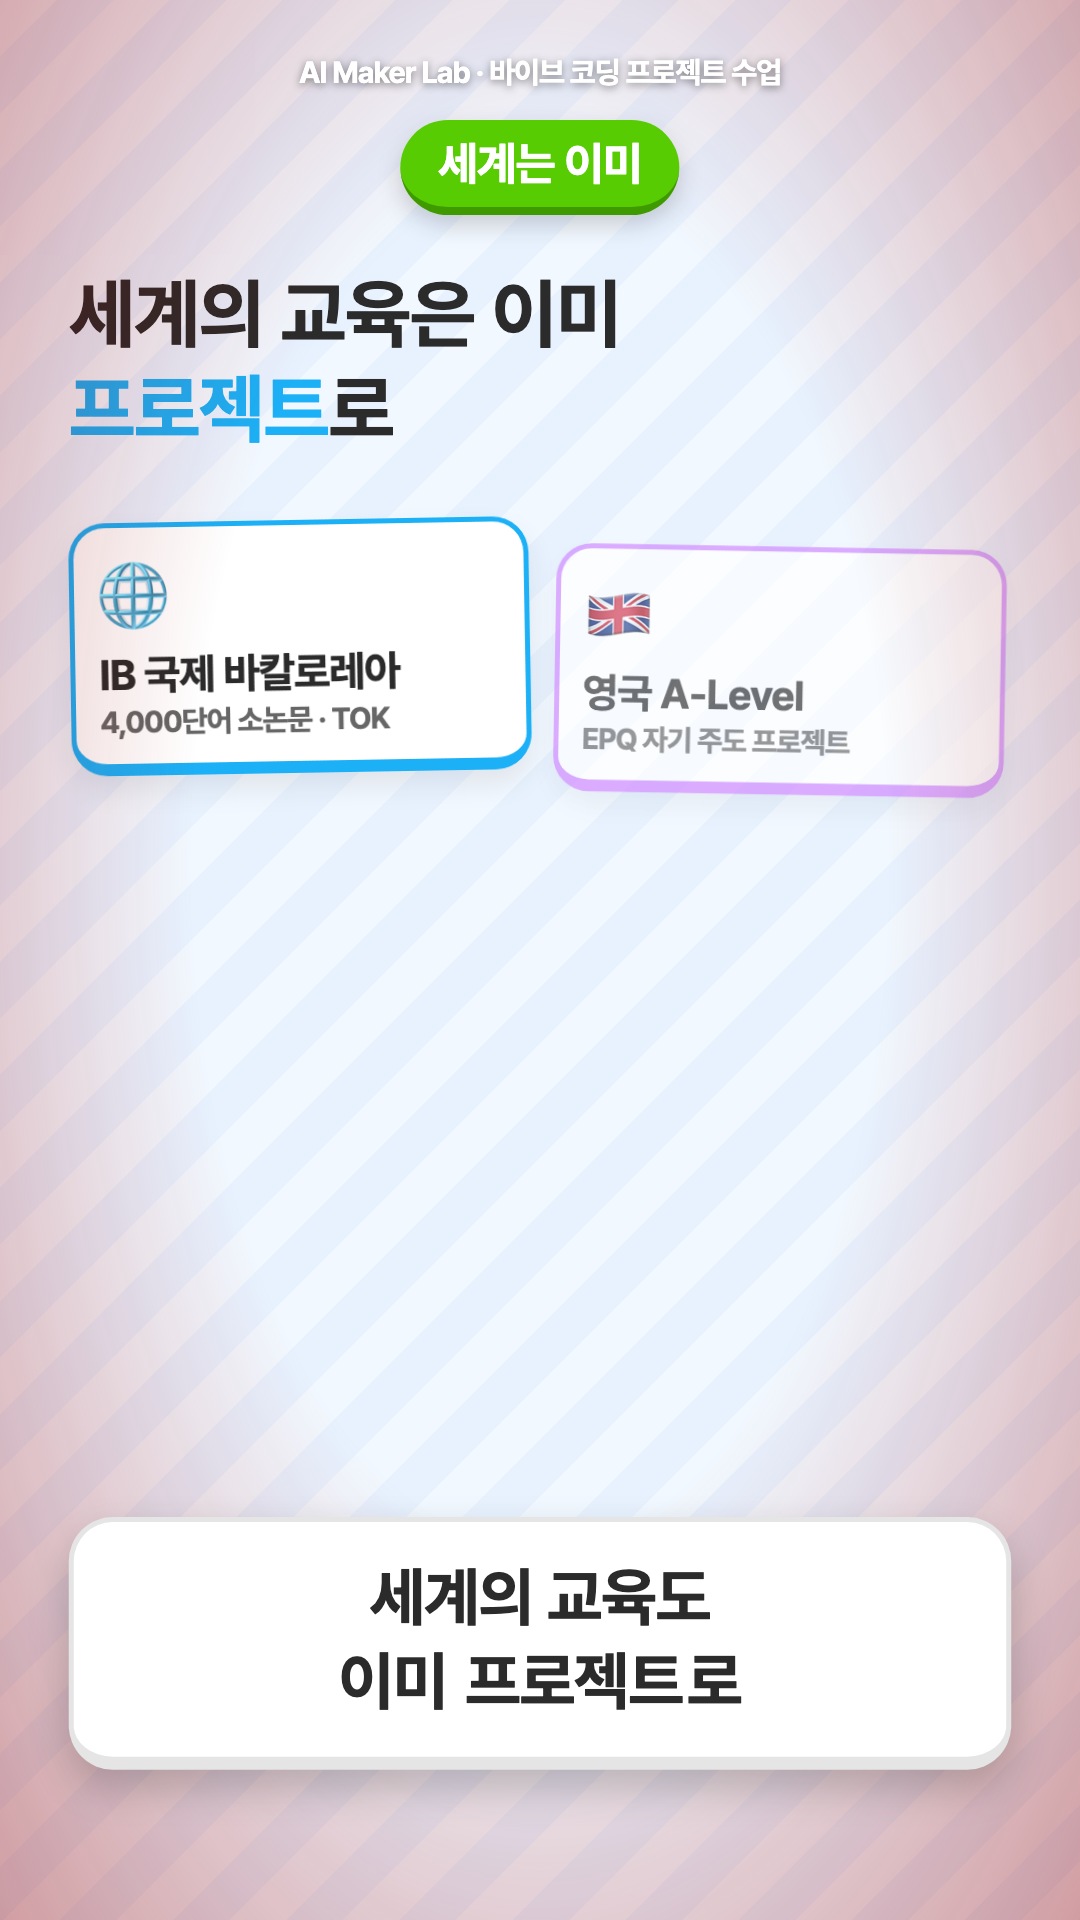 AI Maker Lab · 바이브 코딩 프로젝트 수업
세계는 이미
세계의 교육은 이미
프로젝트로
IB 국제 바칼로레아
4,000단어 소논문 · TOK
영국 A-Level
EPQ 자기 주도 프로젝트
세계의 교육도
이미 프로젝트로